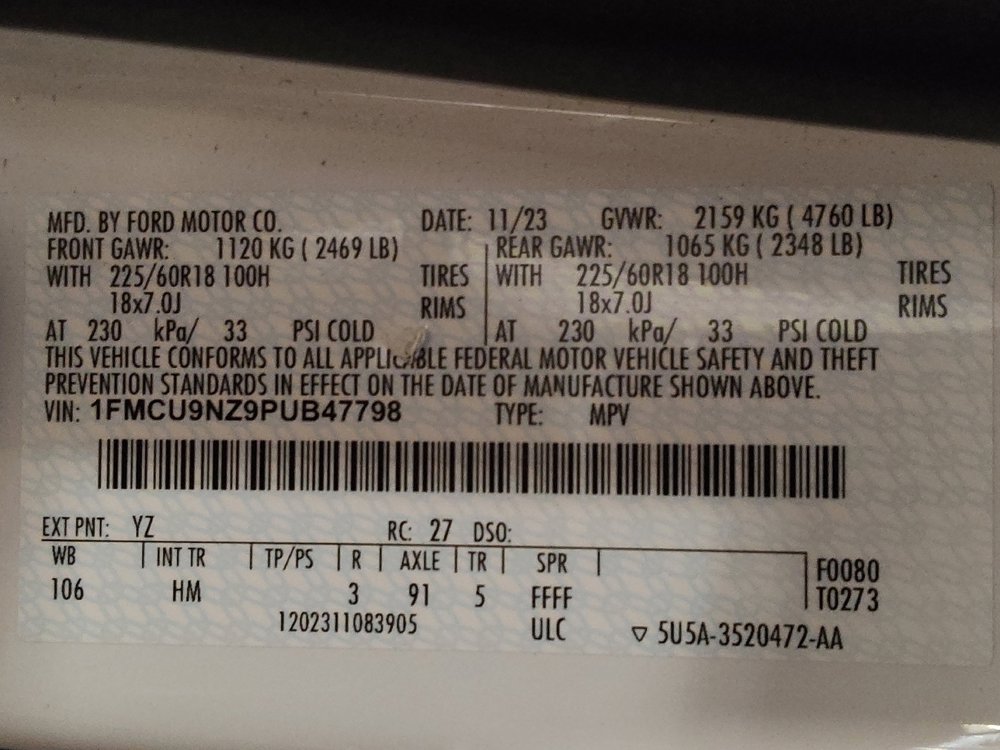 MFD. BY FORD MOTOR CO. DATE: 11/23 GVWR: 2159 KG ( 4760 LB)
FRONT GAWR: 1120 KG ( 2469 LB) REAR GAWR: 1065 KG ( 2348 LB)
WITH 225/60R18 100H TIRES WITH 225/60R18 100H TIRES
18x7.0J RIMS 18x7.0J RIMS
AT 230 kPa/ 33 PSI COLD AT 230 kPa/ 33 PSI COLD
THIS VEHICLE CONFORMS TO ALL APPLICABLE FEDERAL MOTOR VEHICLE SAFETY AND THEFT
PREVENTION STANDARDS IN EFFECT ON THE DATE OF MANUFACTURE SHOWN ABOVE.
VIN: 1FMCU9NZ9PUB47798 TYPE: MPV
EXT PNT: YZ RC: 27 DSO:
WB INT TR TP/PS R AXLE TR SPR F0080
106 HM 3 91 5 FFFF T0273
1202311083905 ULC ▽ 5U5A-3520472-AA